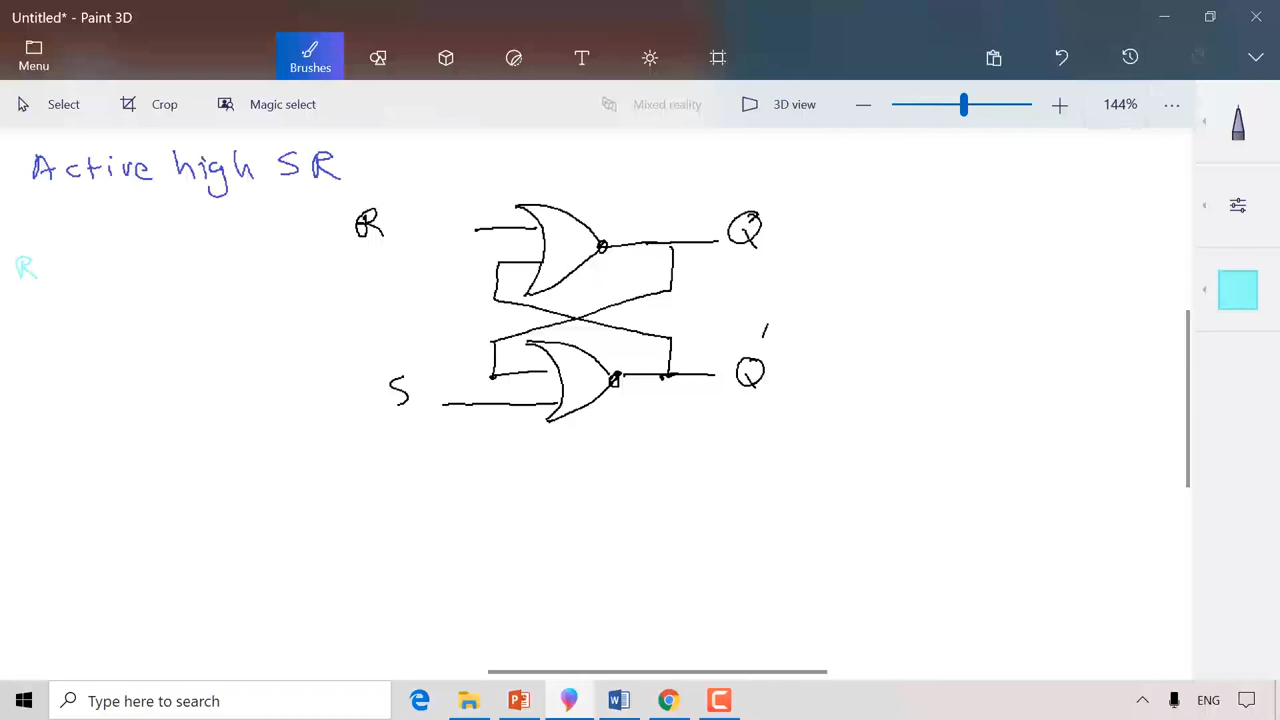 Untitled* - Paint 3D
Menu
Brushes
Select
Crop
Magic select
Mixed reality
3D view
144%
Active high SR
R
Q
R
S
Q'
Type here to search
ENG